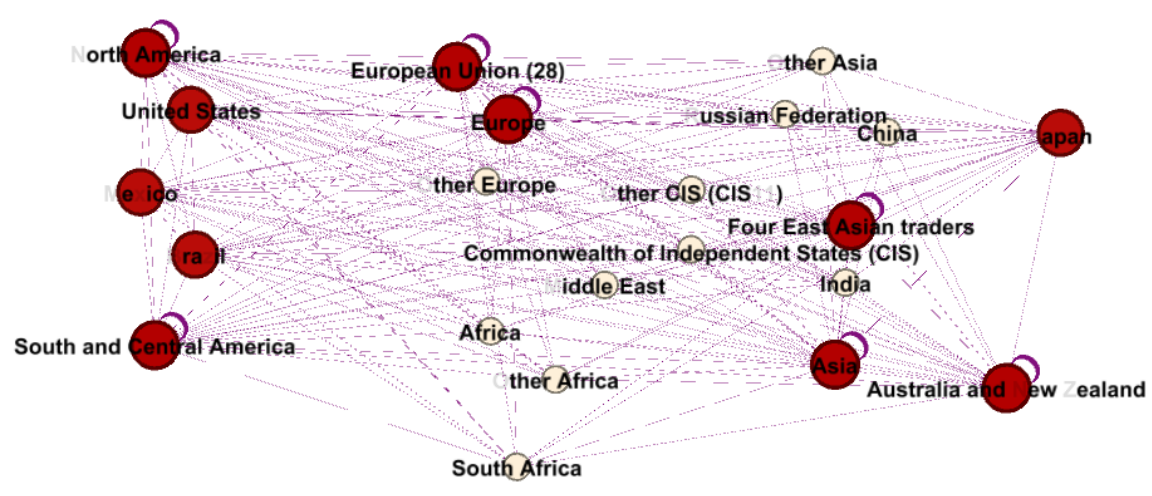 North America
European Union (28)
Other Asia
United States
Europe
Russian Federation
China
Japan
Mexico
Other Europe
Other CIS (CIS 11)
Brazil
Four East Asian traders
Commonwealth of Independent States (CIS)
Middle East
India
Africa
South and Central America
Asia
Other Africa
Australia and New Zealand
South Africa